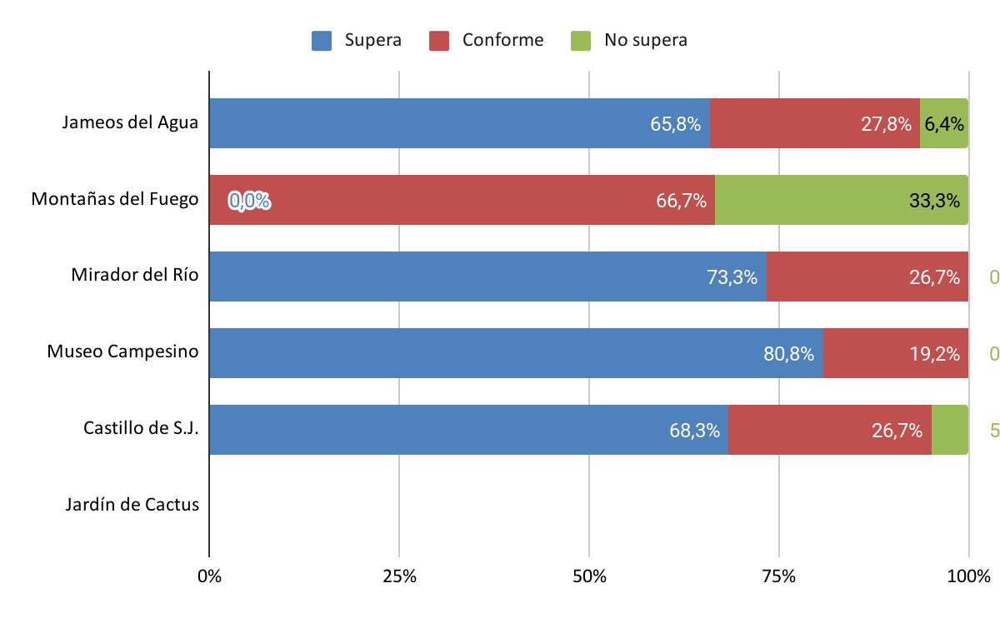 Supera Conforme No supera
Jameos del Agua 65,8% 27,8% 6,4%
Montañas del Fuego 0,0% 66,7% 33,3%
Mirador del Río 73,3% 26,7% 0
Museo Campesino 80,8% 19,2% 0
Castillo de S.J. 68,3% 26,7% 5
Jardín de Cactus
0% 25% 50% 75% 100%